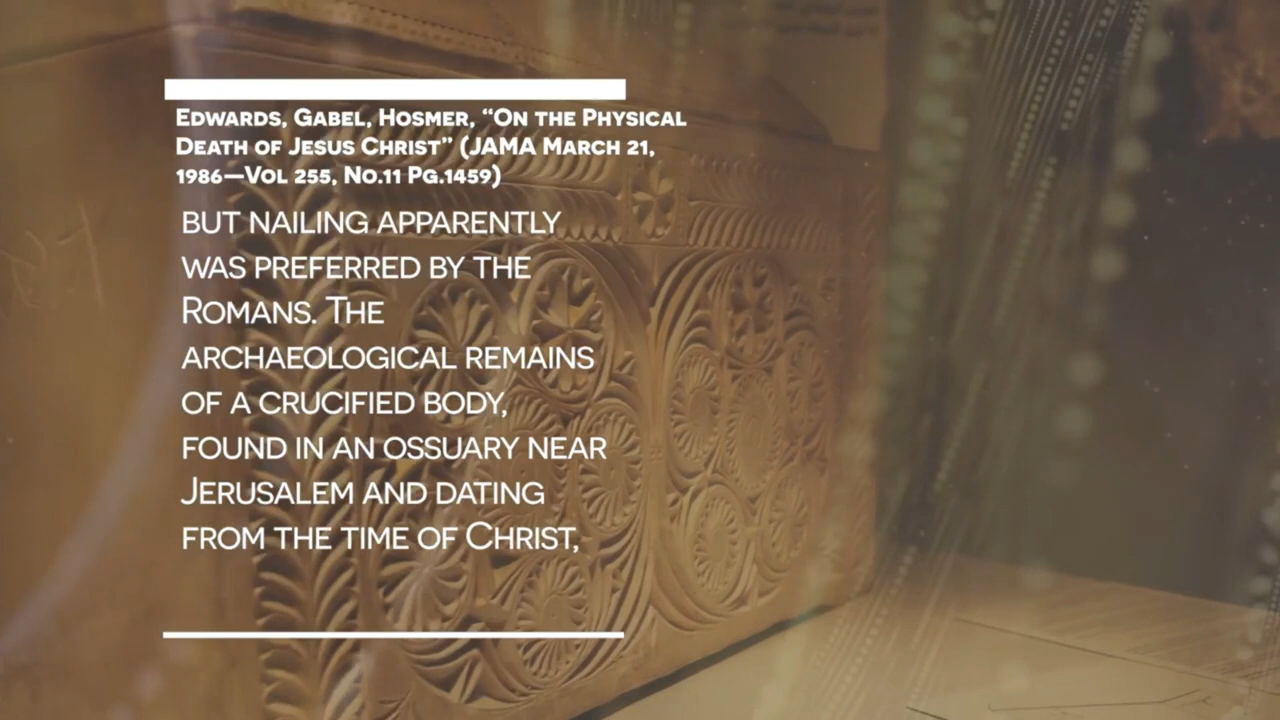 Edwards, Gabel, Hosmer, “On the Physical
Death of Jesus Christ” (JAMA March 21,
1986—Vol 255, No.11 Pg.1459)
BUT NAILING APPARENTLY
WAS PREFERRED BY THE
ROMANS. THE
ARCHAEOLOGICAL REMAINS
OF A CRUCIFIED BODY,
FOUND IN AN OSSUARY NEAR
JERUSALEM AND DATING
FROM THE TIME OF CHRIST,